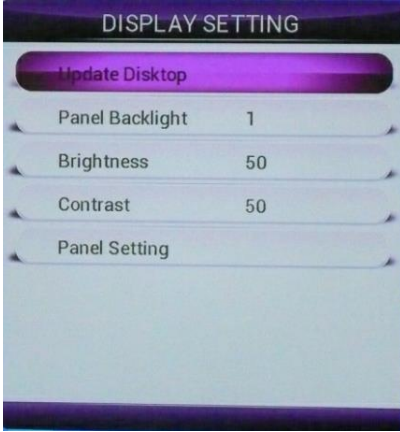 DISPLAY SETTING
Update Disktop
Panel Backlight 1
Brightness 50
Contrast 50
Panel Setting